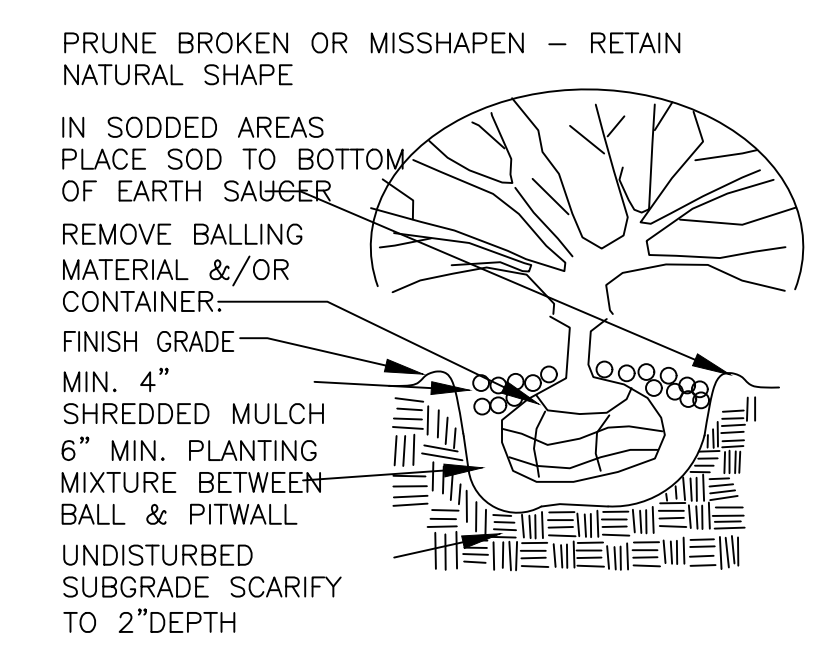 PRUNE BROKEN OR MISSHAPEN – RETAIN
NATURAL SHAPE
IN SODDED AREAS
PLACE SOD TO BOTTOM
OF EARTH SAUCER
REMOVE BALLING
MATERIAL &/OR
CONTAINER.
FINISH GRADE
MIN. 4”
SHREDDED MULCH
6” MIN. PLANTING
MIXTURE BETWEEN
BALL & PITWALL
UNDISTURBED
SUBGRADE SCARIFY
TO 2”DEPTH